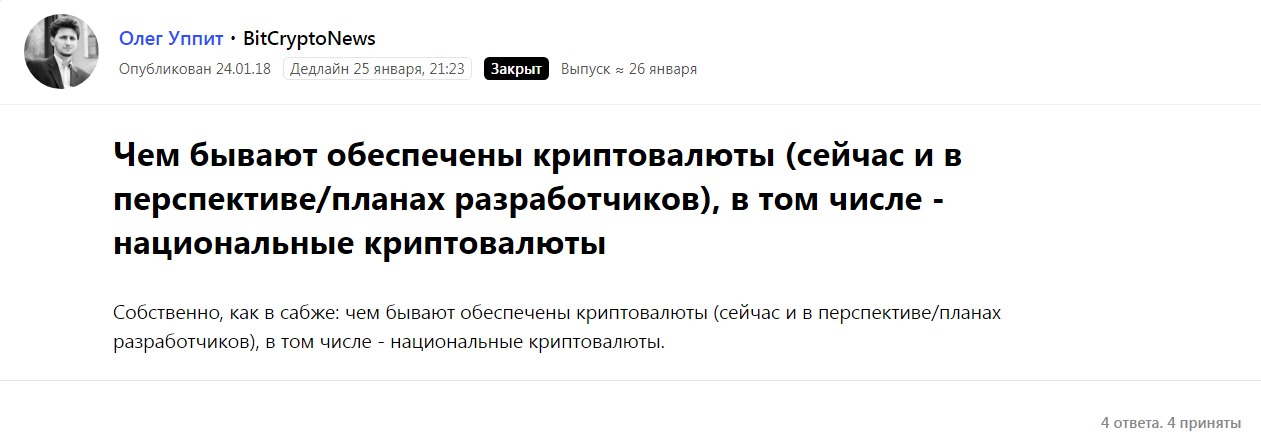 Олег Уппит • BitCryptoNews
Опубликован 24.01.18 Дедлайн 25 января, 21:23 Закрыт Выпуск ≈ 26 января
Чем бывают обеспечены криптовалюты (сейчас и в
перспективе/планах разработчиков), в том числе -
национальные криптовалюты
Собственно, как в сабже: чем бывают обеспечены криптовалюты (сейчас и в перспективе/планах
разработчиков), в том числе - национальные криптовалюты.
4 ответа. 4 приняты